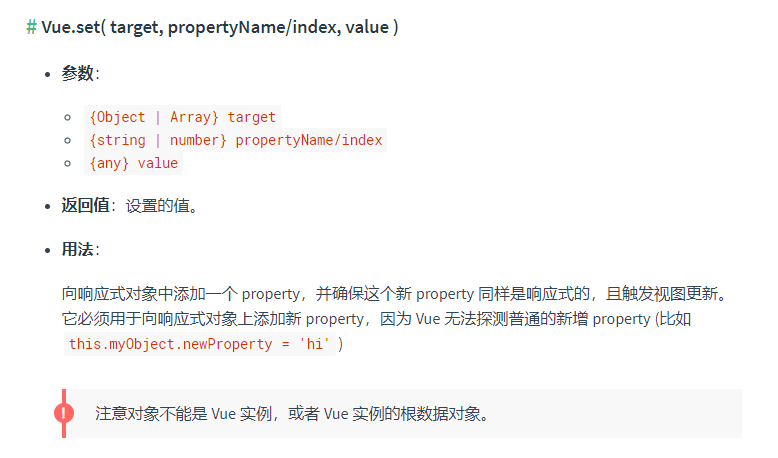 # Vue.set( target, propertyName/index, value )
参数：
{Object | Array} target
{string | number} propertyName/index
{any} value
返回值：设置的值。
用法：
向响应式对象中添加一个 property，并确保这个新 property 同样是响应式的，且触发视图更新。
它必须用于向响应式对象上添加新 property，因为 Vue 无法探测普通的新增 property (比如
this.myObject.newProperty = 'hi' )
!
注意对象不能是 Vue 实例，或者 Vue 实例的根数据对象。